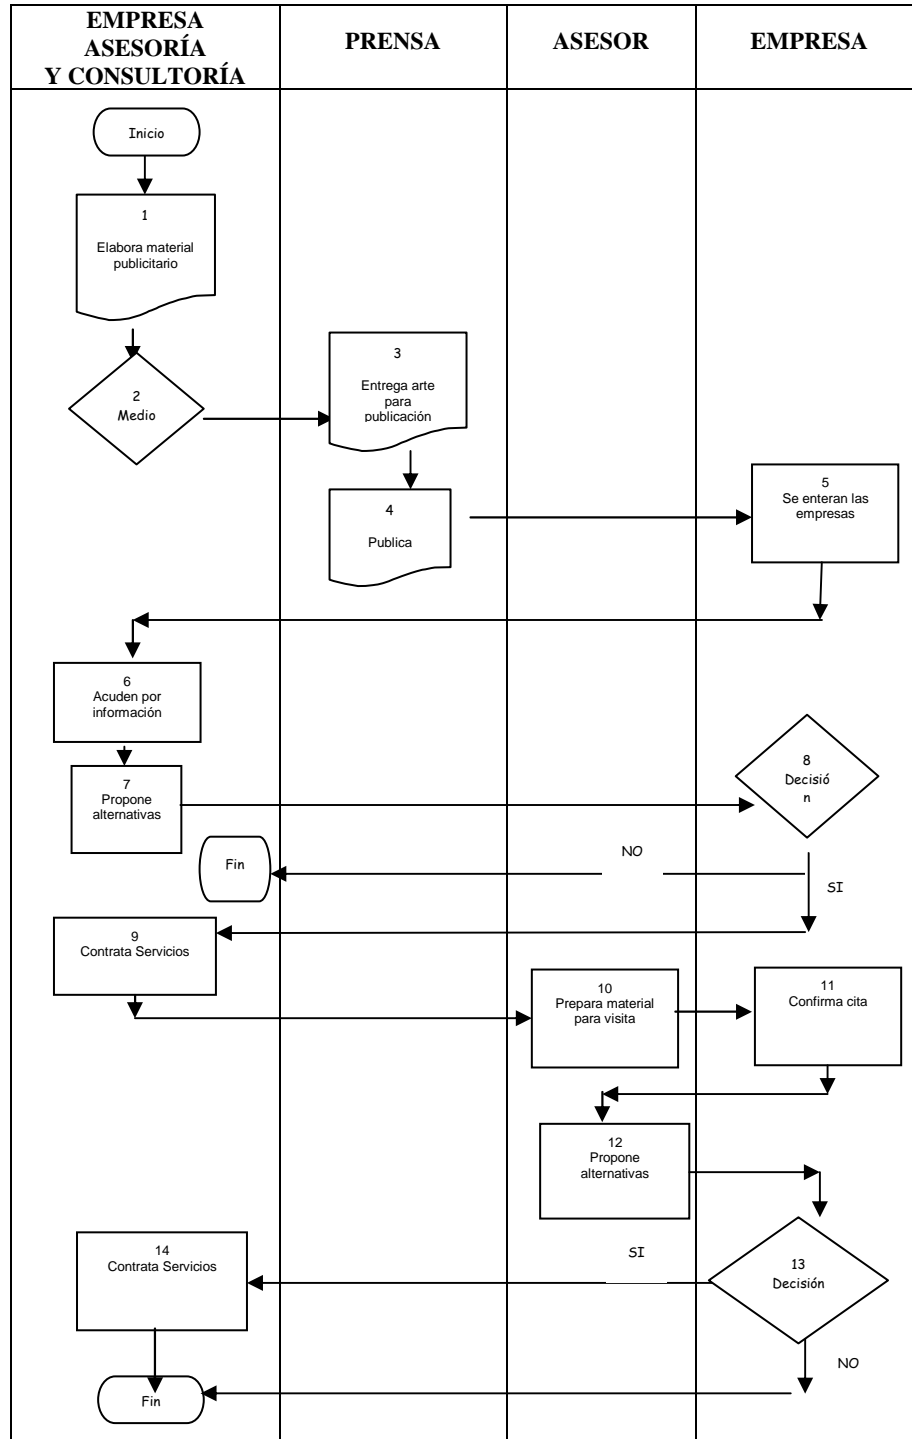 EMPRESA
ASESORÍA
Y CONSULTORÍA
PRENSA
ASESOR
EMPRESA
Inicio
1
Elabora material
publicitario
2
Medio
3
Entrega arte
para
publicación
4
Publica
5
Se enteran las
empresas
6
Acuden por
información
7
Propone
alternativas
8
Decisió
n
NO
Fin
SI
9
Contrata Servicios
10
Prepara material
para visita
11
Confirma cita
12
Propone
alternativas
13
Decisión
SI
14
Contrata Servicios
NO
Fin